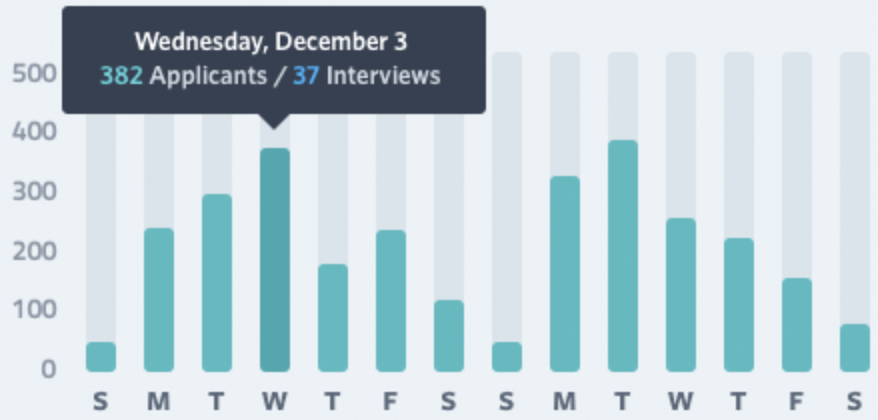 Wednesday, December 3
382 Applicants / 37 Interviews
500
400
300
200
100
0
S M T W T F S S M T W T F S